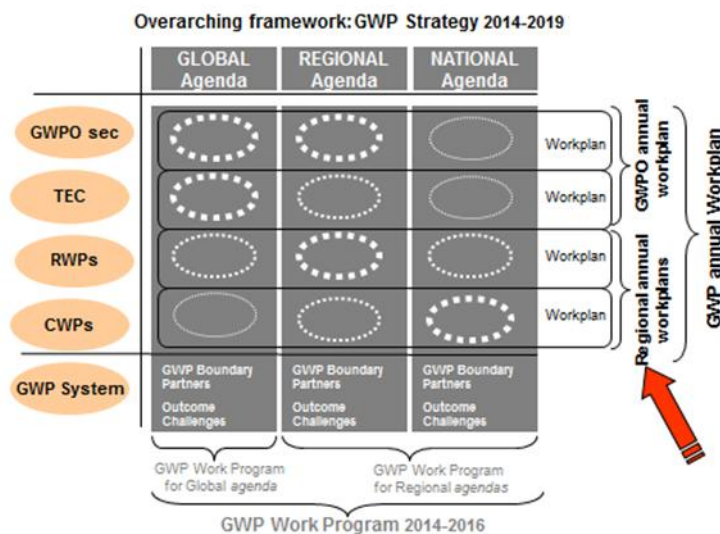 Overarching framework: GWP Strategy 2014-2019
GLOBAL
Agenda
REGIONAL
Agenda
NATIONAL
Agenda
GWPO sec
Workplan
TEC
Workplan
RWPs
Workplan
CWPs
Workplan
GWPO annual
workplan
Regional annual
workplans
GWP annual Workplan
GWP System
GWP Boundary
Partners
Outcome
Challenges
GWP Boundary
Partners
Outcome
Challenges
GWP Boundary
Partners
Outcome
Challenges
GWP Work Program
for Global agenda
GWP Work Program
for Regional agendas
GWP Work Program 2014-2016